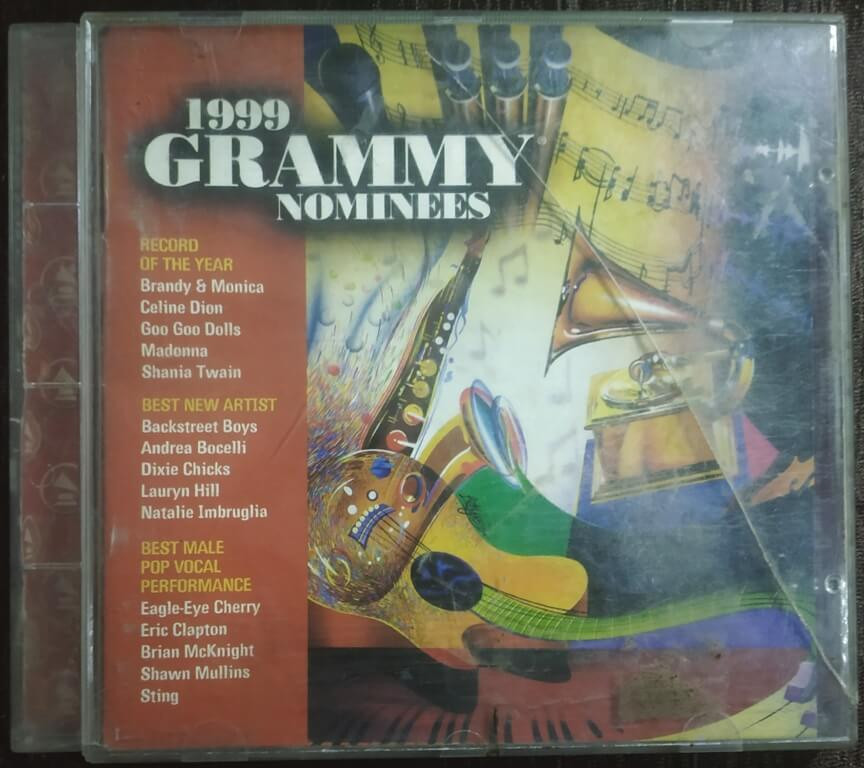 1999
GRAMMY
NOMINEES
RECORD
OF THE YEAR
Brandy & Monica
Celine Dion
Goo Goo Dolls
Madonna
Shania Twain
BEST NEW ARTIST
Backstreet Boys
Andrea Bocelli
Dixie Chicks
Lauryn Hill
Natalie Imbruglia
BEST MALE
POP VOCAL
PERFORMANCE
Eagle-Eye Cherry
Eric Clapton
Brian McKnight
Shawn Mullins
Sting